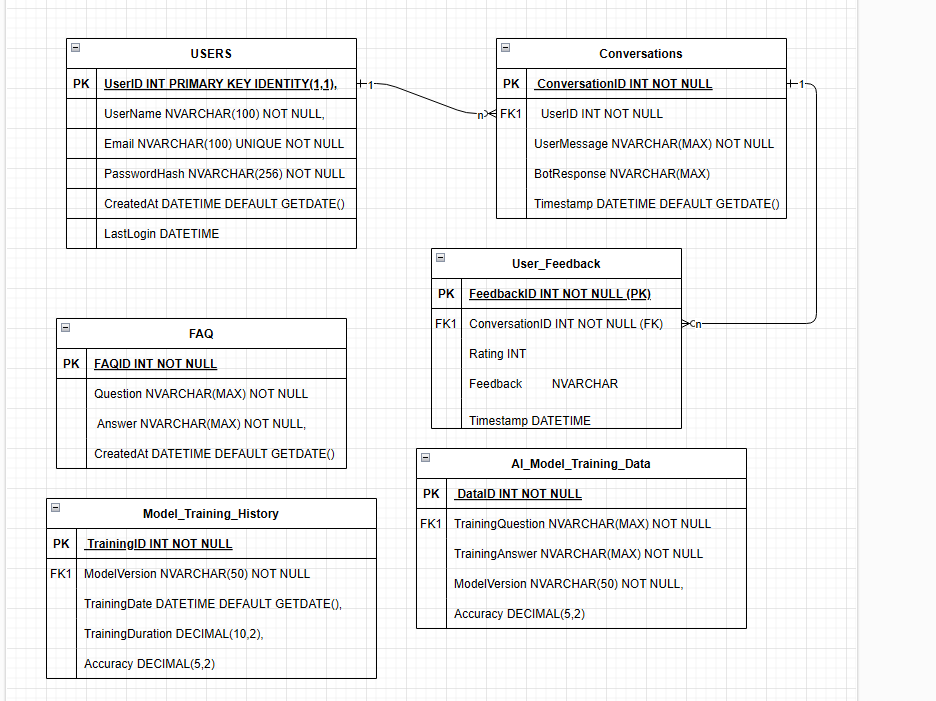 USERS
PK UserID INT PRIMARY KEY IDENTITY(1,1),
UserName NVARCHAR(100) NOT NULL,
Email NVARCHAR(100) UNIQUE NOT NULL
PasswordHash NVARCHAR(256) NOT NULL
CreatedAt DATETIME DEFAULT GETDATE()
LastLogin DATETIME
1
n
Conversations
PK ConversationID INT NOT NULL
FK1 UserID INT NOT NULL
UserMessage NVARCHAR(MAX) NOT NULL
BotResponse NVARCHAR(MAX)
Timestamp DATETIME DEFAULT GETDATE()
1
n
User_Feedback
PK FeedbackID INT NOT NULL (PK)
FK1 ConversationID INT NOT NULL (FK)
Rating INT
Feedback NVARCHAR
Timestamp DATETIME
FAQ
PK FAQID INT NOT NULL
Question NVARCHAR(MAX) NOT NULL
Answer NVARCHAR(MAX) NOT NULL,
CreatedAt DATETIME DEFAULT GETDATE()
AI_Model_Training_Data
PK DataID INT NOT NULL
FK1 TrainingQuestion NVARCHAR(MAX) NOT NULL
TrainingAnswer NVARCHAR(MAX) NOT NULL
ModelVersion NVARCHAR(50) NOT NULL,
Accuracy DECIMAL(5,2)
Model_Training_History
PK TrainingID INT NOT NULL
FK1 ModelVersion NVARCHAR(50) NOT NULL
TrainingDate DATETIME DEFAULT GETDATE(),
TrainingDuration DECIMAL(10,2),
Accuracy DECIMAL(5,2)